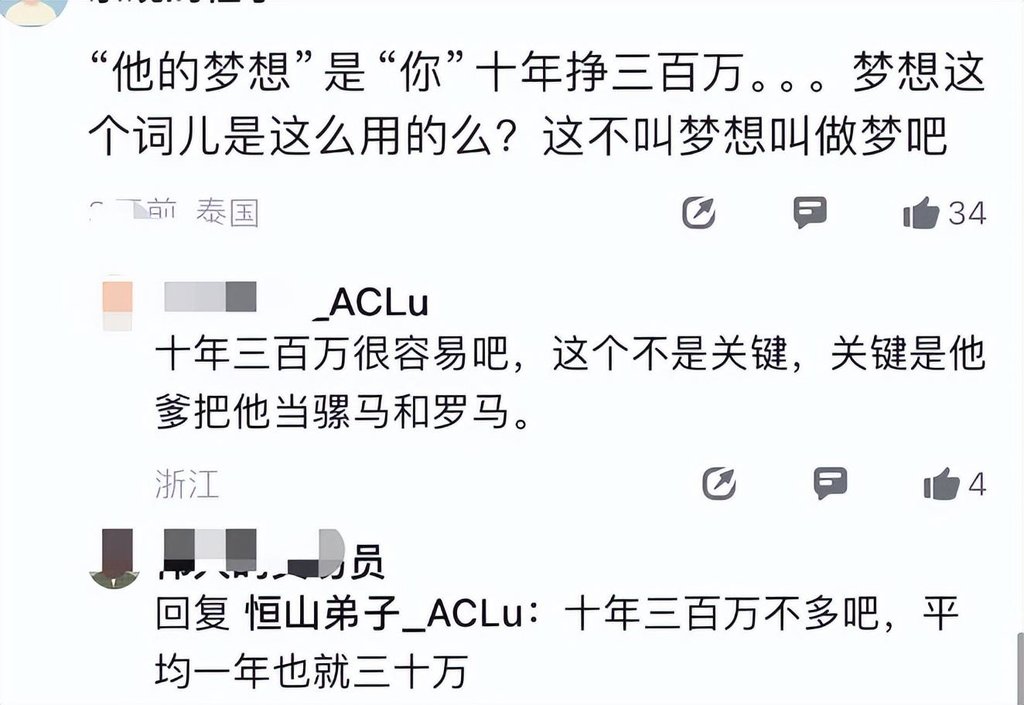 “他的梦想”是“你”十年挣三百万。。。梦想这
个词儿是这么用的么？这不叫梦想叫做梦吧
前 泰国
34
_ACLu
十年三百万很容易吧，这个不是关键，关键是他
爹把他当骡马和罗马。
浙江
4
员
回复 恒山弟子_ACLu：十年三百万不多吧，平
均一年也就三十万